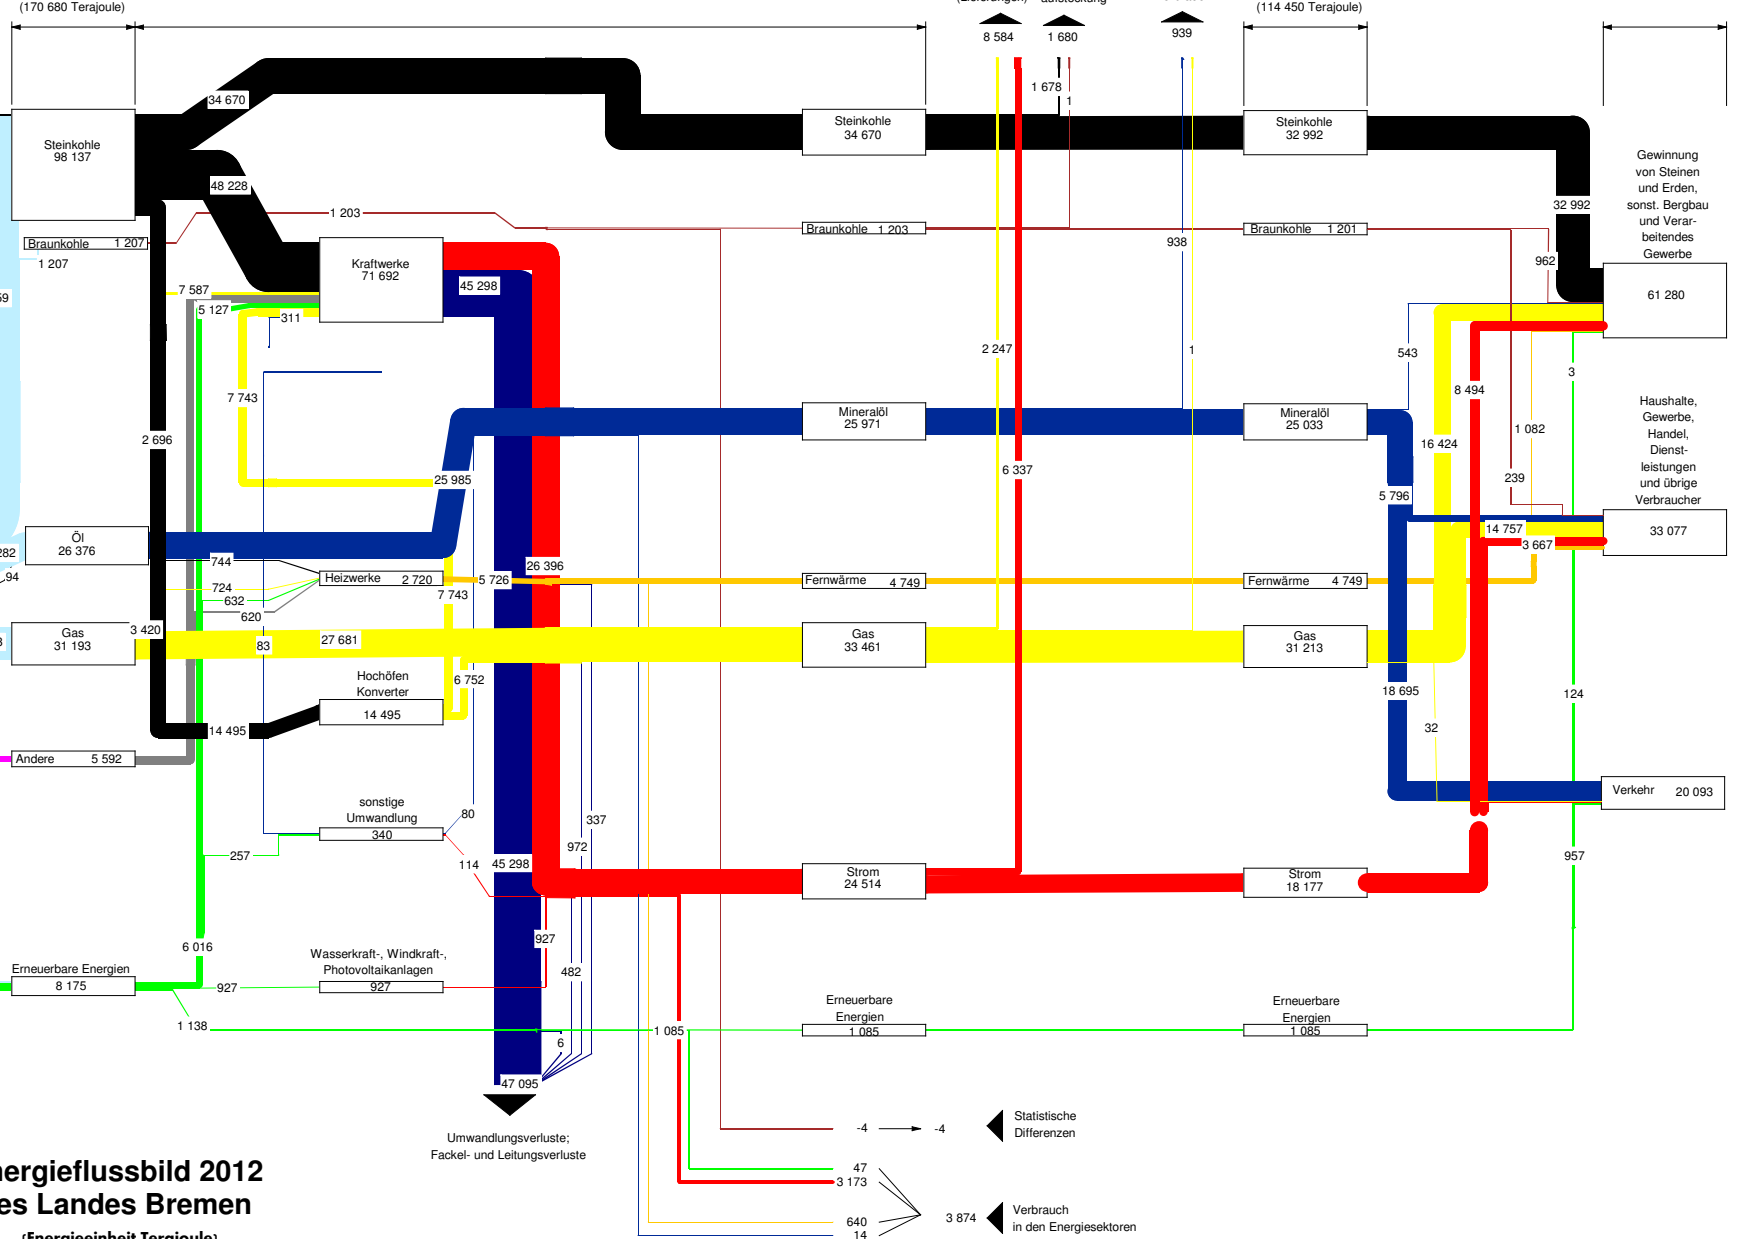 (170 680 Terajoule)
aufstockung
(114 450 Terajoule)
8 584
1 680
939
34 670
1 678
1
Steinkohle
98 137
Steinkohle
34 670
Steinkohle
32 992
Gewinnung
von Steinen
und Erden,
sonst. Bergbau
und Verar-
beitendes
Gewerbe
61 280
48 228
32 992
1 203
Braunkohle 1 207
1 207
Braunkohle 1 203
Braunkohle 1 201
938
962
Kraftwerke
71 692
45 298
7 587
5 127
311
2 247
1
543
3
7 743
8 494
Haushalte,
Gewerbe,
Handel,
Dienst-
leistungen
und übrige
Verbraucher
33 077
2 696
Mineralöl
25 971
Mineralöl
25 033
1 082
16 424
6 337
25 985
239
5 796
14 757
3 667
Öl
26 376
282
94
744
724
632
620
Heizwerke 2 720
5 726
26 396
7 743
Fernwärme 4 749
Fernwärme 4 749
Gas
31 193
3 420
27 681
83
Gas
33 461
Gas
31 213
6 752
Hochöfen
Konverter
14 495
14 495
18 695
124
32
Andere 5 592
sonstige
Umwandlung
340
80
337
972
Verkehr 20 093
257
114
45 298
Strom
24 514
Strom
18 177
957
6 016
927
482
Erneuerbare Energien
8 175
927
Wasserkraft-, Windkraft-,
Photovoltaikanlagen
927
1 138
Erneuerbare
Energien
1 085
Erneuerbare
Energien
1 085
1 085
6
47 095
Umwandlungsverluste;
Fackel- und Leitungsverluste
-4
-4
Statistische
Differenzen
47
3 173
640
14
3 874
Verbrauch
in den Energiesektoren
nergieflussbild 2012
es Landes Bremen
(Energieeinheit Terajoule)